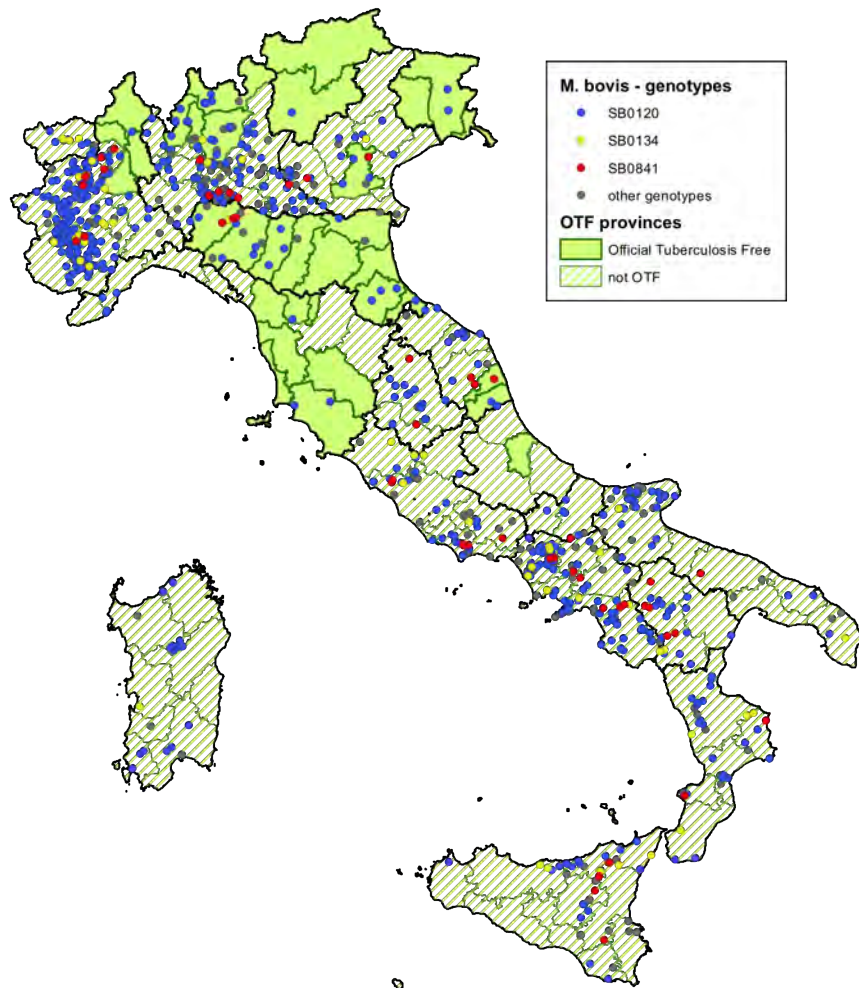 M. bovis - genotypes
SB0120
SB0134
SB0841
other genotypes
OTF provinces
Official Tuberculosis Free
not OTF